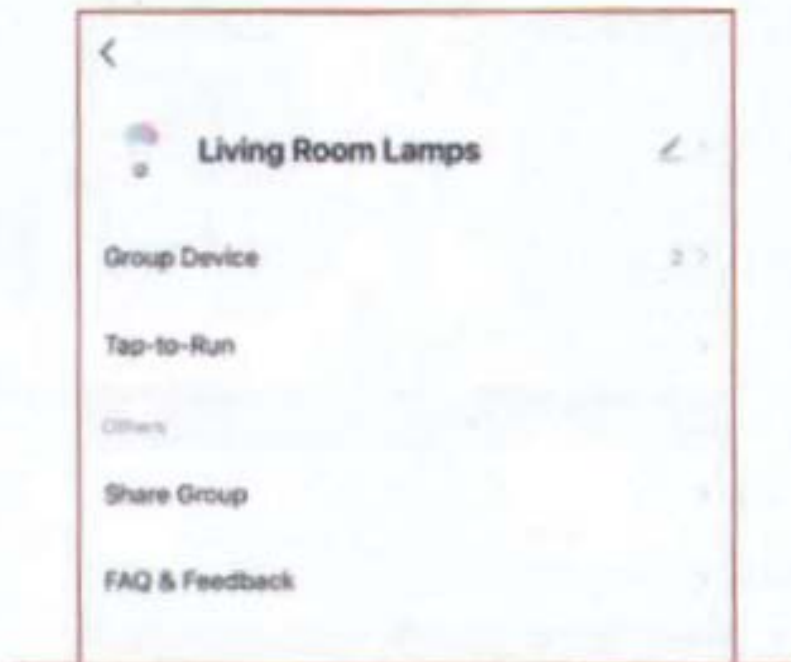 Living Room Lamps
Group Device 2
Tap-to-Run
Others
Share Group
FAQ & Feedback